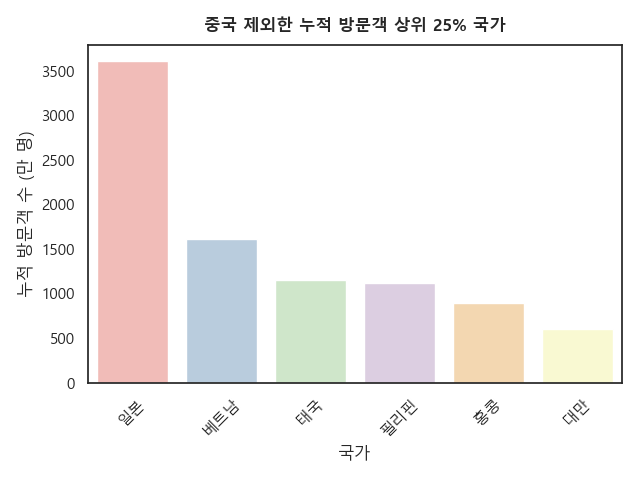 중국 제외한 누적 방문객 상위 25% 국가
누적 방문객 수 (만 명)
3500
3000
2500
2000
1500
1000
500
0
일본
베트남
태국
필리핀
홍콩
대만
국가